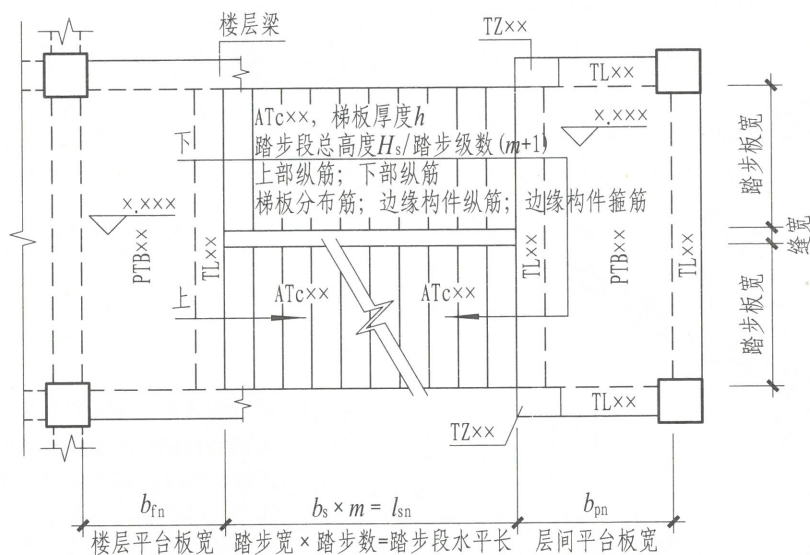 楼层梁
TZ××
TL××
ATc××, 梯板厚度h
踏步段总高度Hs/踏步级数(m+1)
上部纵筋；下部纵筋
梯板分布筋；边缘构件纵筋；边缘构件箍筋
下
×.×××
×.×××
PTB××
TL××
TL××
PTB××
TL××
踏步板宽
缝宽
踏步板宽
上
ATc××
ATc××
TL××
TZ××
bfn
bs×m=lsn
bpn
楼层平台板宽
踏步宽×踏步数=踏步段水平长
层间平台板宽